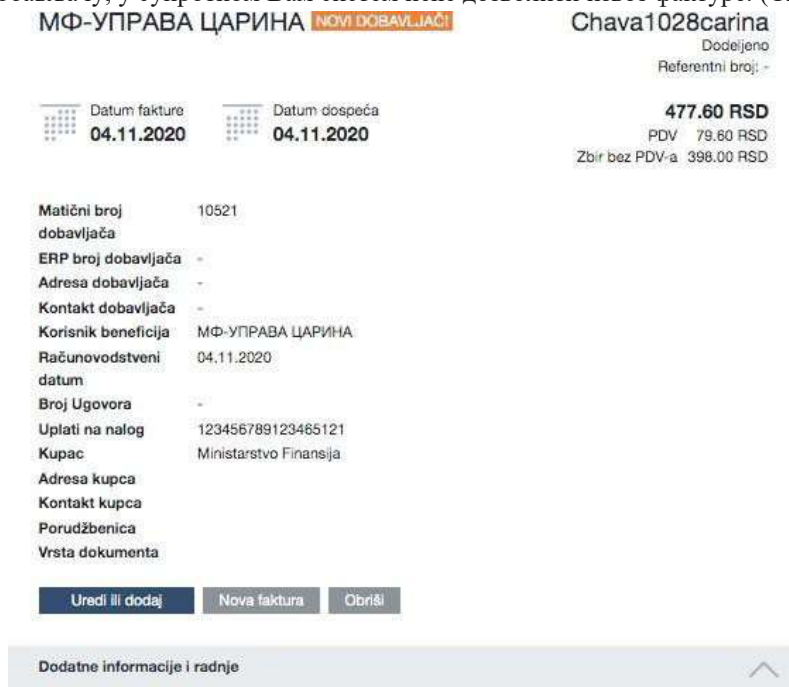 МФ-УПРАВА ЦАРИНА NOVI DOBAVLJAČ!
Chava1028carina
Dodeljeno
Referentni broj: -
Datum fakture
04.11.2020
Datum dospeća
04.11.2020
477.60 RSD
PDV 79.60 RSD
Zbir bez PDV-a 398.00 RSD
Matični broj dobavljača 10521
ERP broj dobavljača -
Adresa dobavljača -
Kontakt dobavljača -
Korisnik beneficija МФ-УПРАВА ЦАРИНА
Računovodstveni datum 04.11.2020
Broj Ugovora -
Uplati na nalog 123456789123465121
Kupac Ministarstvo Finansija
Adresa kupca
Kontakt kupca
Porudžbenica
Vrsta dokumenta
Uredi ili dodaj Nova faktura Obriši
Dodatne informacije i radnje